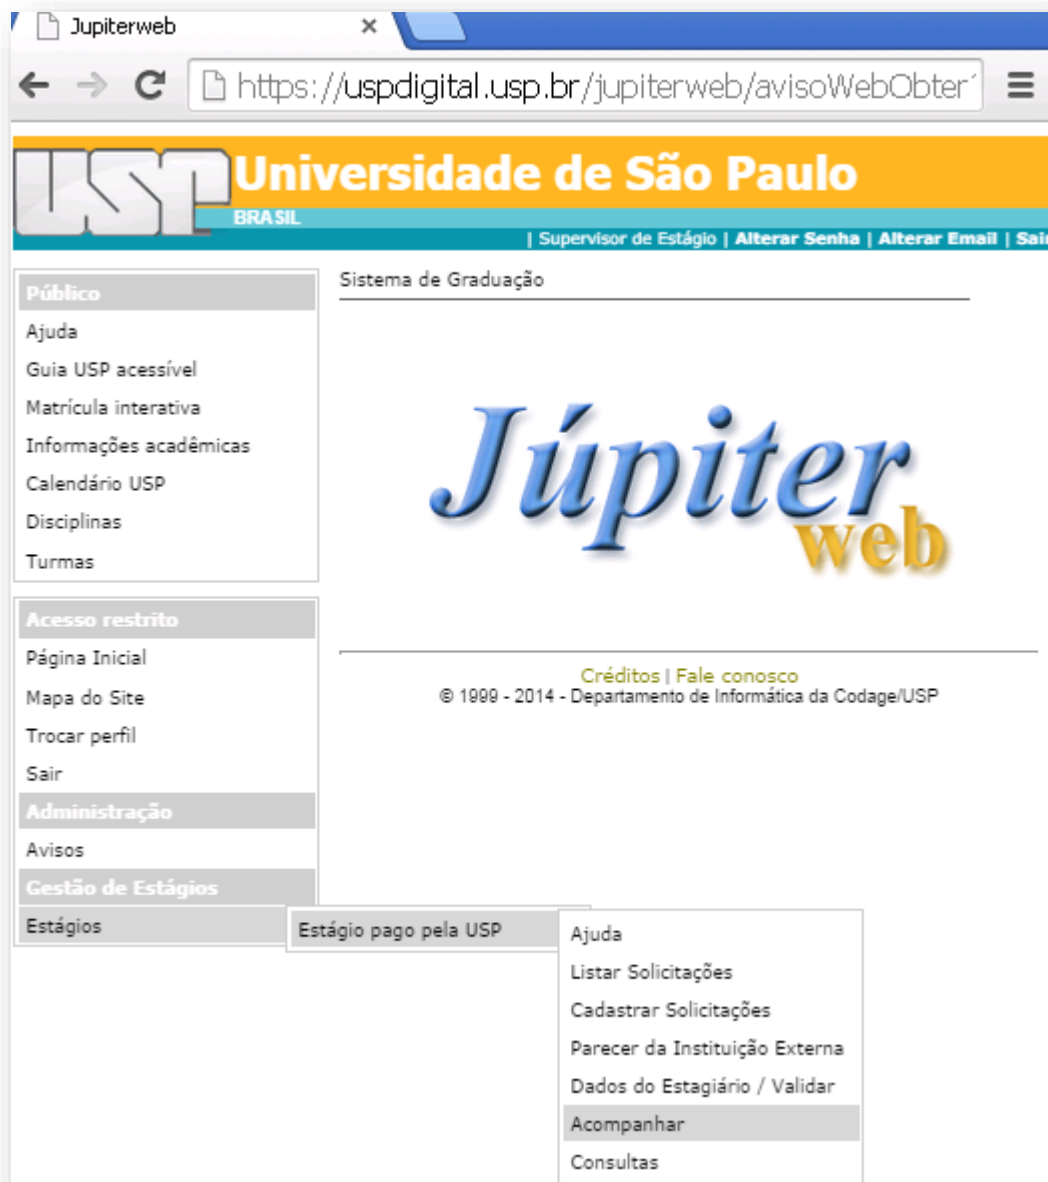 Jupiterweb
https://uspdigital.usp.br/jupiterweb/avisoWebObter
USP
Universidade de São Paulo
BRASIL
| Supervisor de Estágio | Alterar Senha | Alterar Email | Sair
Público
Ajuda
Guia USP acessível
Matrícula interativa
Informações acadêmicas
Calendário USP
Disciplinas
Turmas
Acesso restrito
Página Inicial
Mapa do Site
Trocar perfil
Sair
Administração
Avisos
Gestão de Estágios
Estágios
Estágio pago pela USP
Ajuda
Listar Solicitações
Cadastrar Solicitações
Parecer da Instituição Externa
Dados do Estagiário / Validar
Acompanhar
Consultas
Sistema de Graduação
Júpiter
web
Créditos | Fale conosco
© 1999 - 2014 - Departamento de Informática da Codage/USP